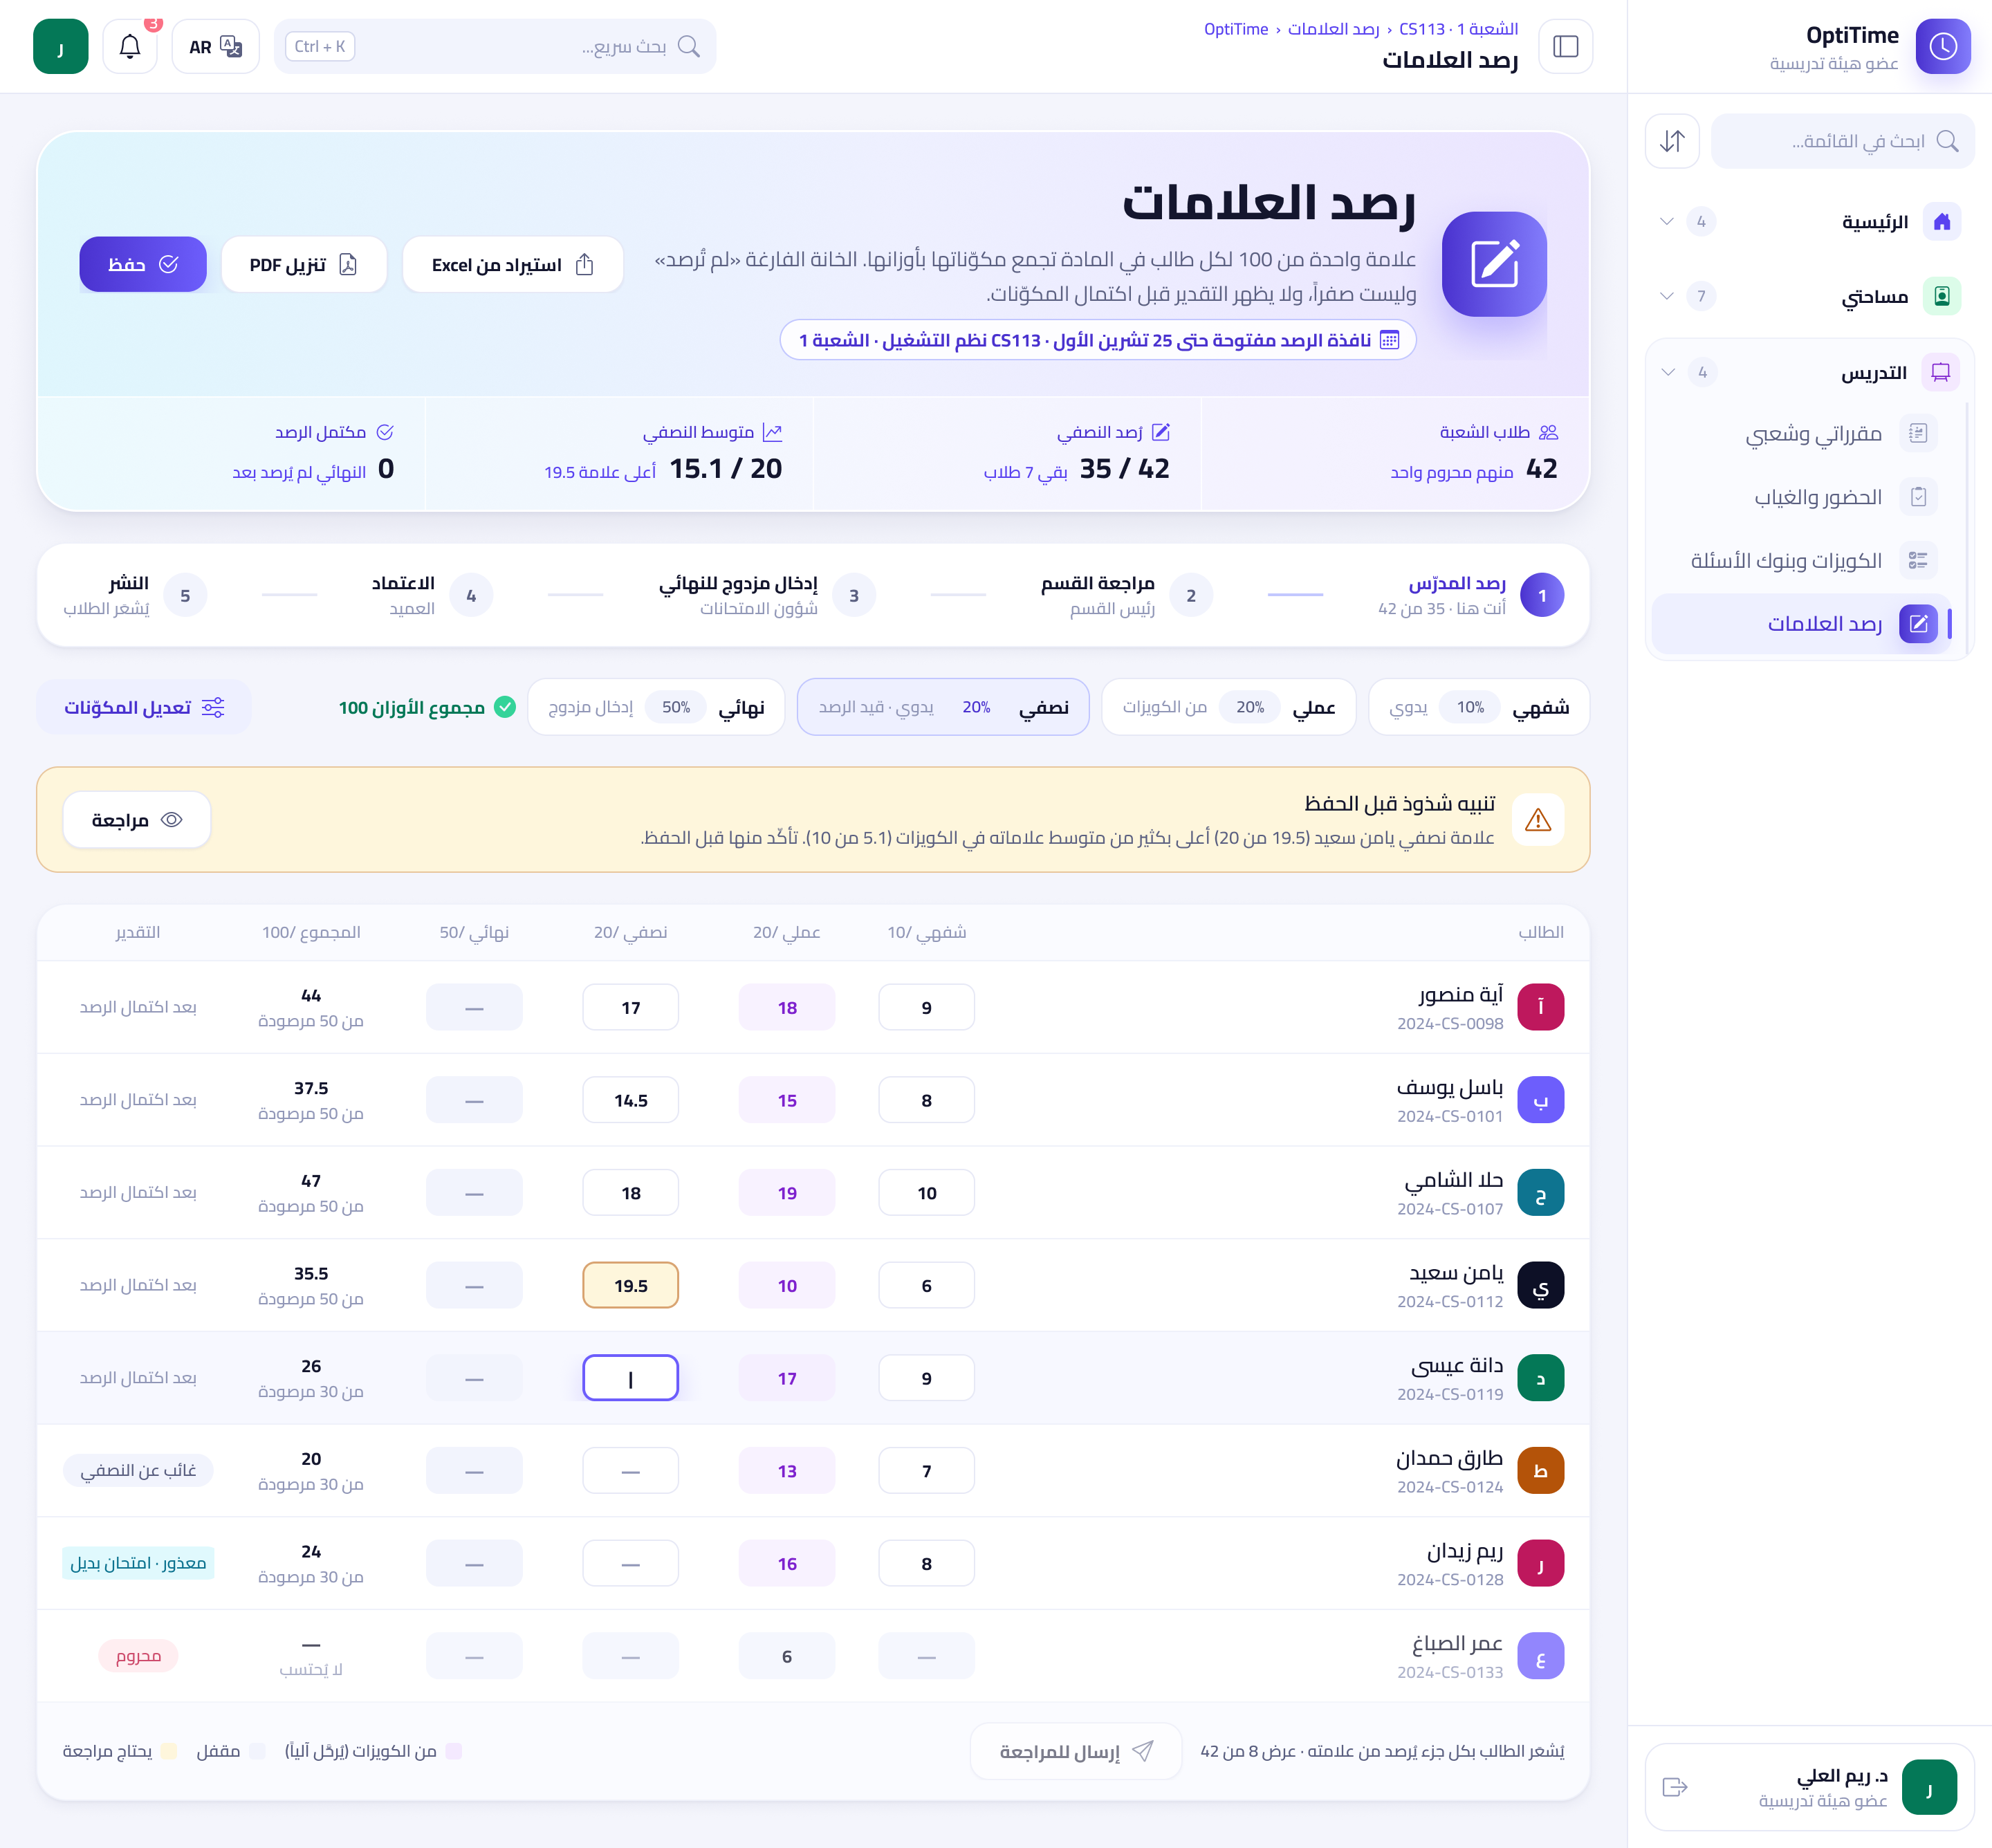 OptiTime
عضو هيئة تدريسية
ابحث في القائمة...
الرئيسية 4
مساحتي 7
التدريس 4
مقرراتي وشعبي
الحضور والغياب
الكويزات وبنوك الأسئلة
رصد العلامات
د. ريم العلي
عضو هيئة تدريسية
ر
OptiTime › رصد العلامات › CS113 · الشعبة 1
رصد العلامات
بحث سريع...
Ctrl + K
AR
3
ر
رصد العلامات
علامة واحدة من 100 لكل طالب في المادة تجمع مكوّناتها بأوزانها. الخانة الفارغة «لم تُرصد»
وليست صفراً، ولا يظهر التقدير قبل اكتمال المكوّنات.
نافذة الرصد مفتوحة حتى 25 تشرين الأول · CS113 نظم التشغيل · الشعبة 1
استيراد من Excel
تنزيل PDF
حفظ
طلاب الشعبة
42 منهم محروم واحد
رُصد النصفي
35 / 42 بقي 7 طلاب
متوسط النصفي
15.1 / 20 أعلى علامة 19.5
مكتمل الرصد
0 النهائي لم يُرصد بعد
1 رصد المدرّس
أنت هنا · 35 من 42
2 مراجعة القسم
رئيس القسم
3 إدخال مزدوج للنهائي
شؤون الامتحانات
4 الاعتماد
العميد
5 النشر
يُشعَر الطلاب
شفهي 10% يدوي
عملي 20% من الكويزات
نصفي 20% يدوي · قيد الرصد
نهائي 50% إدخال مزدوج
مجموع الأوزان 100
تعديل المكوّنات
تنبيه شذوذ قبل الحفظ
علامة نصفي يامن سعيد (19.5 من 20) أعلى بكثير من متوسط علاماته في الكويزات (5.1 من 10). تأكّد منها قبل الحفظ.
مراجعة
الطالب شفهي /10 عملي /20 نصفي /20 نهائي /50 المجموع /100 التقدير
آ آية منصور 9 18 17 — 44 بعد اكتمال الرصد
2024-CS-0098 من 50 مرصودة
ب باسل يوسف 8 15 14.5 — 37.5 بعد اكتمال الرصد
2024-CS-0101 من 50 مرصودة
ح حلا الشامي 10 19 18 — 47 بعد اكتمال الرصد
2024-CS-0107 من 50 مرصودة
ي يامن سعيد 6 10 19.5 — 35.5 بعد اكتمال الرصد
2024-CS-0112 من 50 مرصودة
د دانة عيسى 9 17 | — 26 بعد اكتمال الرصد
2024-CS-0119 من 30 مرصودة
ط طارق حمدان 7 13 — — 20 غائب عن النصفي
2024-CS-0124 من 30 مرصودة
ر ريم زيدان 8 16 — — 24 معذور · امتحان بديل
2024-CS-0128 من 30 مرصودة
ع عمر الصباغ — 6 — — — محروم
2024-CS-0133 لا يُحتسب
يُشعَر الطالب بكل جزء يُرصد من علامته · عرض 8 من 42
إرسال للمراجعة
من الكويزات (يُرحَّل آلياً) مقفل يحتاج مراجعة